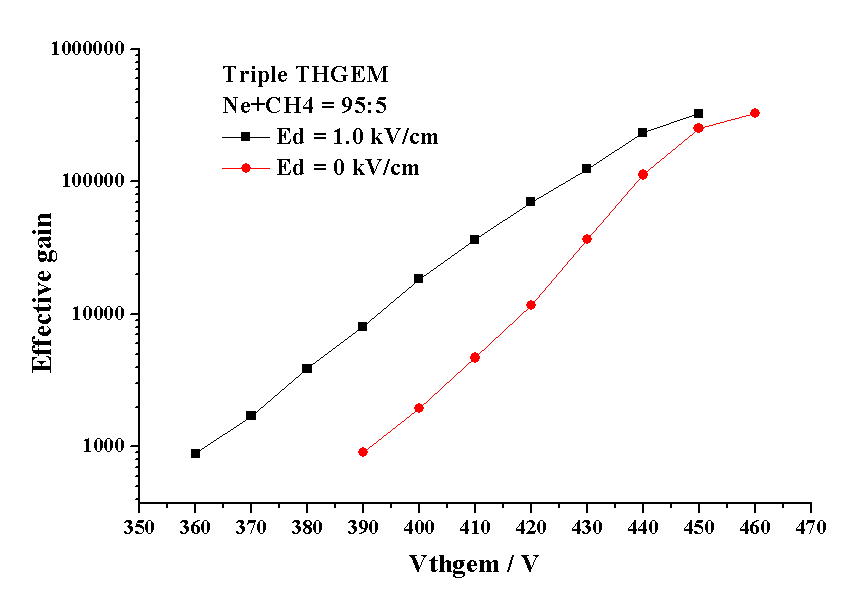 1000000
100000
10000
1000
Effective gain
Triple THGEM
Ne+CH4 = 95:5
Ed = 1.0 kV/cm
Ed = 0 kV/cm
350 360 370 380 390 400 410 420 430 440 450 460 470
Vthgem / V